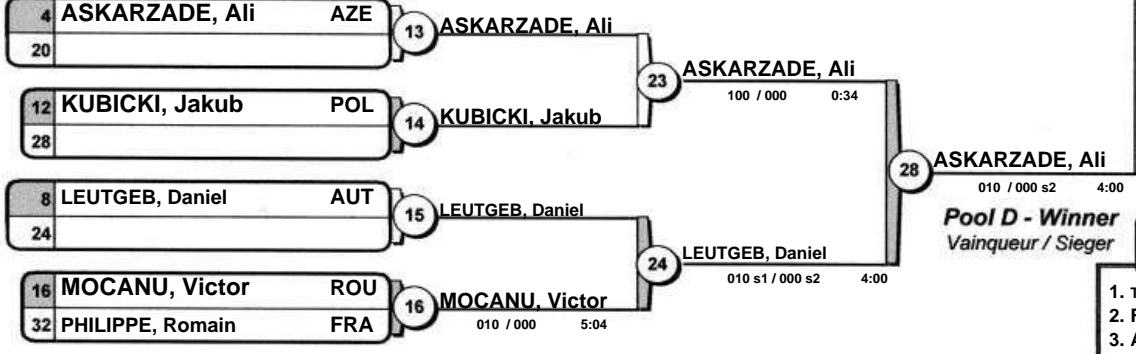 4 ASKARZADE, Ali AZE
20
13 ASKARZADE, Ali
12 KUBICKI, Jakub POL
28
14 KUBICKI, Jakub
23 ASKARZADE, Ali
100 / 000 0:34
8 LEUTGEB, Daniel AUT
24
15 LEUTGEB, Daniel
16 MOCANU, Victor ROU
32 PHILIPPE, Romain FRA
16 MOCANU, Victor
010 / 000 5:04
24 LEUTGEB, Daniel
010 s1 / 000 s2 4:00
28 ASKARZADE, Ali
010 / 000 s2 4:00
Pool D - Winner
Vainqueur / Sieger
1.
2.
3.